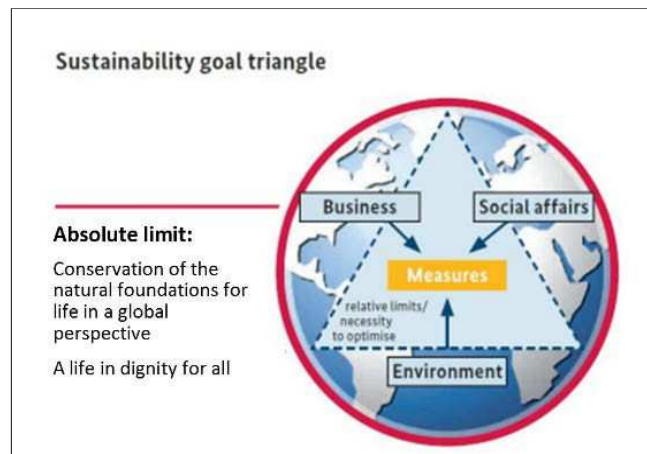 Sustainability goal triangle
Business
Social affairs
Absolute limit:
Conservation of the
natural foundations for
life in a global
perspective
A life in dignity for all
Measures
relative limits/
necessity
to optimise
Environment